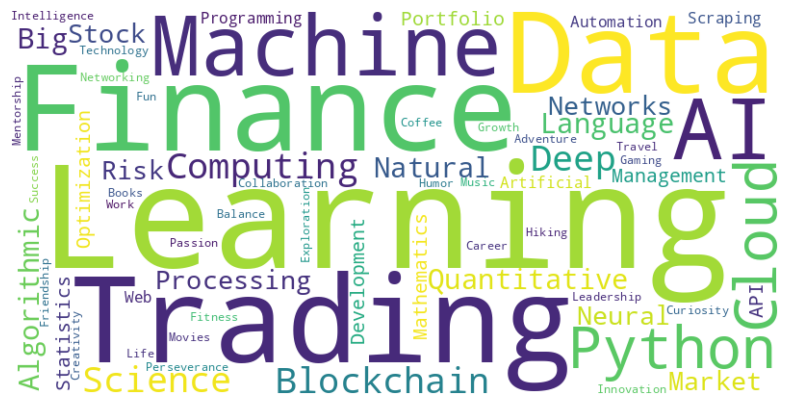 Intelligence
Programming
Portfolio
Automation
Scraping
Big
Stock
Machine
Data
Technology
Networking
Fun
Mentorship
Finance
Coffee
Growth
Networks
Language
AI
Adventure
Travel
Gaming
Optimization
Risk
Computing
Natural
Deep
Management
Success
Books
Work
Collaboration
Humor
Music
Artificial
Balance
Exploration
Learning
Cloud
Passion
Career
Hiking
Algorithmic
Friendship
Statistics
Creativity
Processing
Development
Mathematics
Quantitative
Web
Trading
Leadership
Neural
Curiosity
API
Fitness
Movies
Life
Perseverance
Python
Science
Blockchain
Innovation
Market